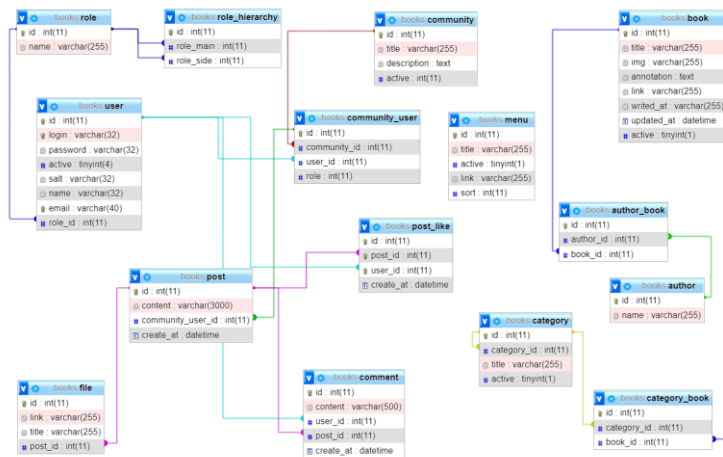 books role
id : int(11)
name : varchar(255)
books role_hierarchy
id : int(11)
role_main : int(11)
role_side : int(11)
books community
id : int(11)
title : varchar(255)
description : text
active : int(11)
books book
id : int(11)
title : varchar(255)
img : varchar(255)
annotation : text
link : varchar(255)
writed_at : varchar(255)
updated_at : datetime
active : tinyint(1)
books user
id : int(11)
login : varchar(32)
password : varchar(32)
active : tinyint(4)
salt : varchar(32)
name : varchar(32)
email : varchar(40)
role_id : int(11)
books community_user
id : int(11)
community_id : int(11)
user_id : int(11)
role : int(11)
books menu
id : int(11)
title : varchar(255)
active : tinyint(1)
link : varchar(255)
sort : int(11)
books author_book
id : int(11)
author_id : int(11)
book_id : int(11)
books post_like
id : int(11)
post_id : int(11)
user_id : int(11)
create_at : datetime
books post
id : int(11)
content : varchar(3000)
community_user_id : int(11)
create_at : datetime
books author
id : int(11)
name : varchar(255)
books category
id : int(11)
category_id : int(11)
title : varchar(255)
active : tinyint(1)
books file
id : int(11)
link : varchar(255)
title : varchar(255)
post_id : int(11)
books comment
id : int(11)
content : varchar(500)
user_id : int(11)
post_id : int(11)
create_at : datetime
books category_book
id : int(11)
category_id : int(11)
book_id : int(11)